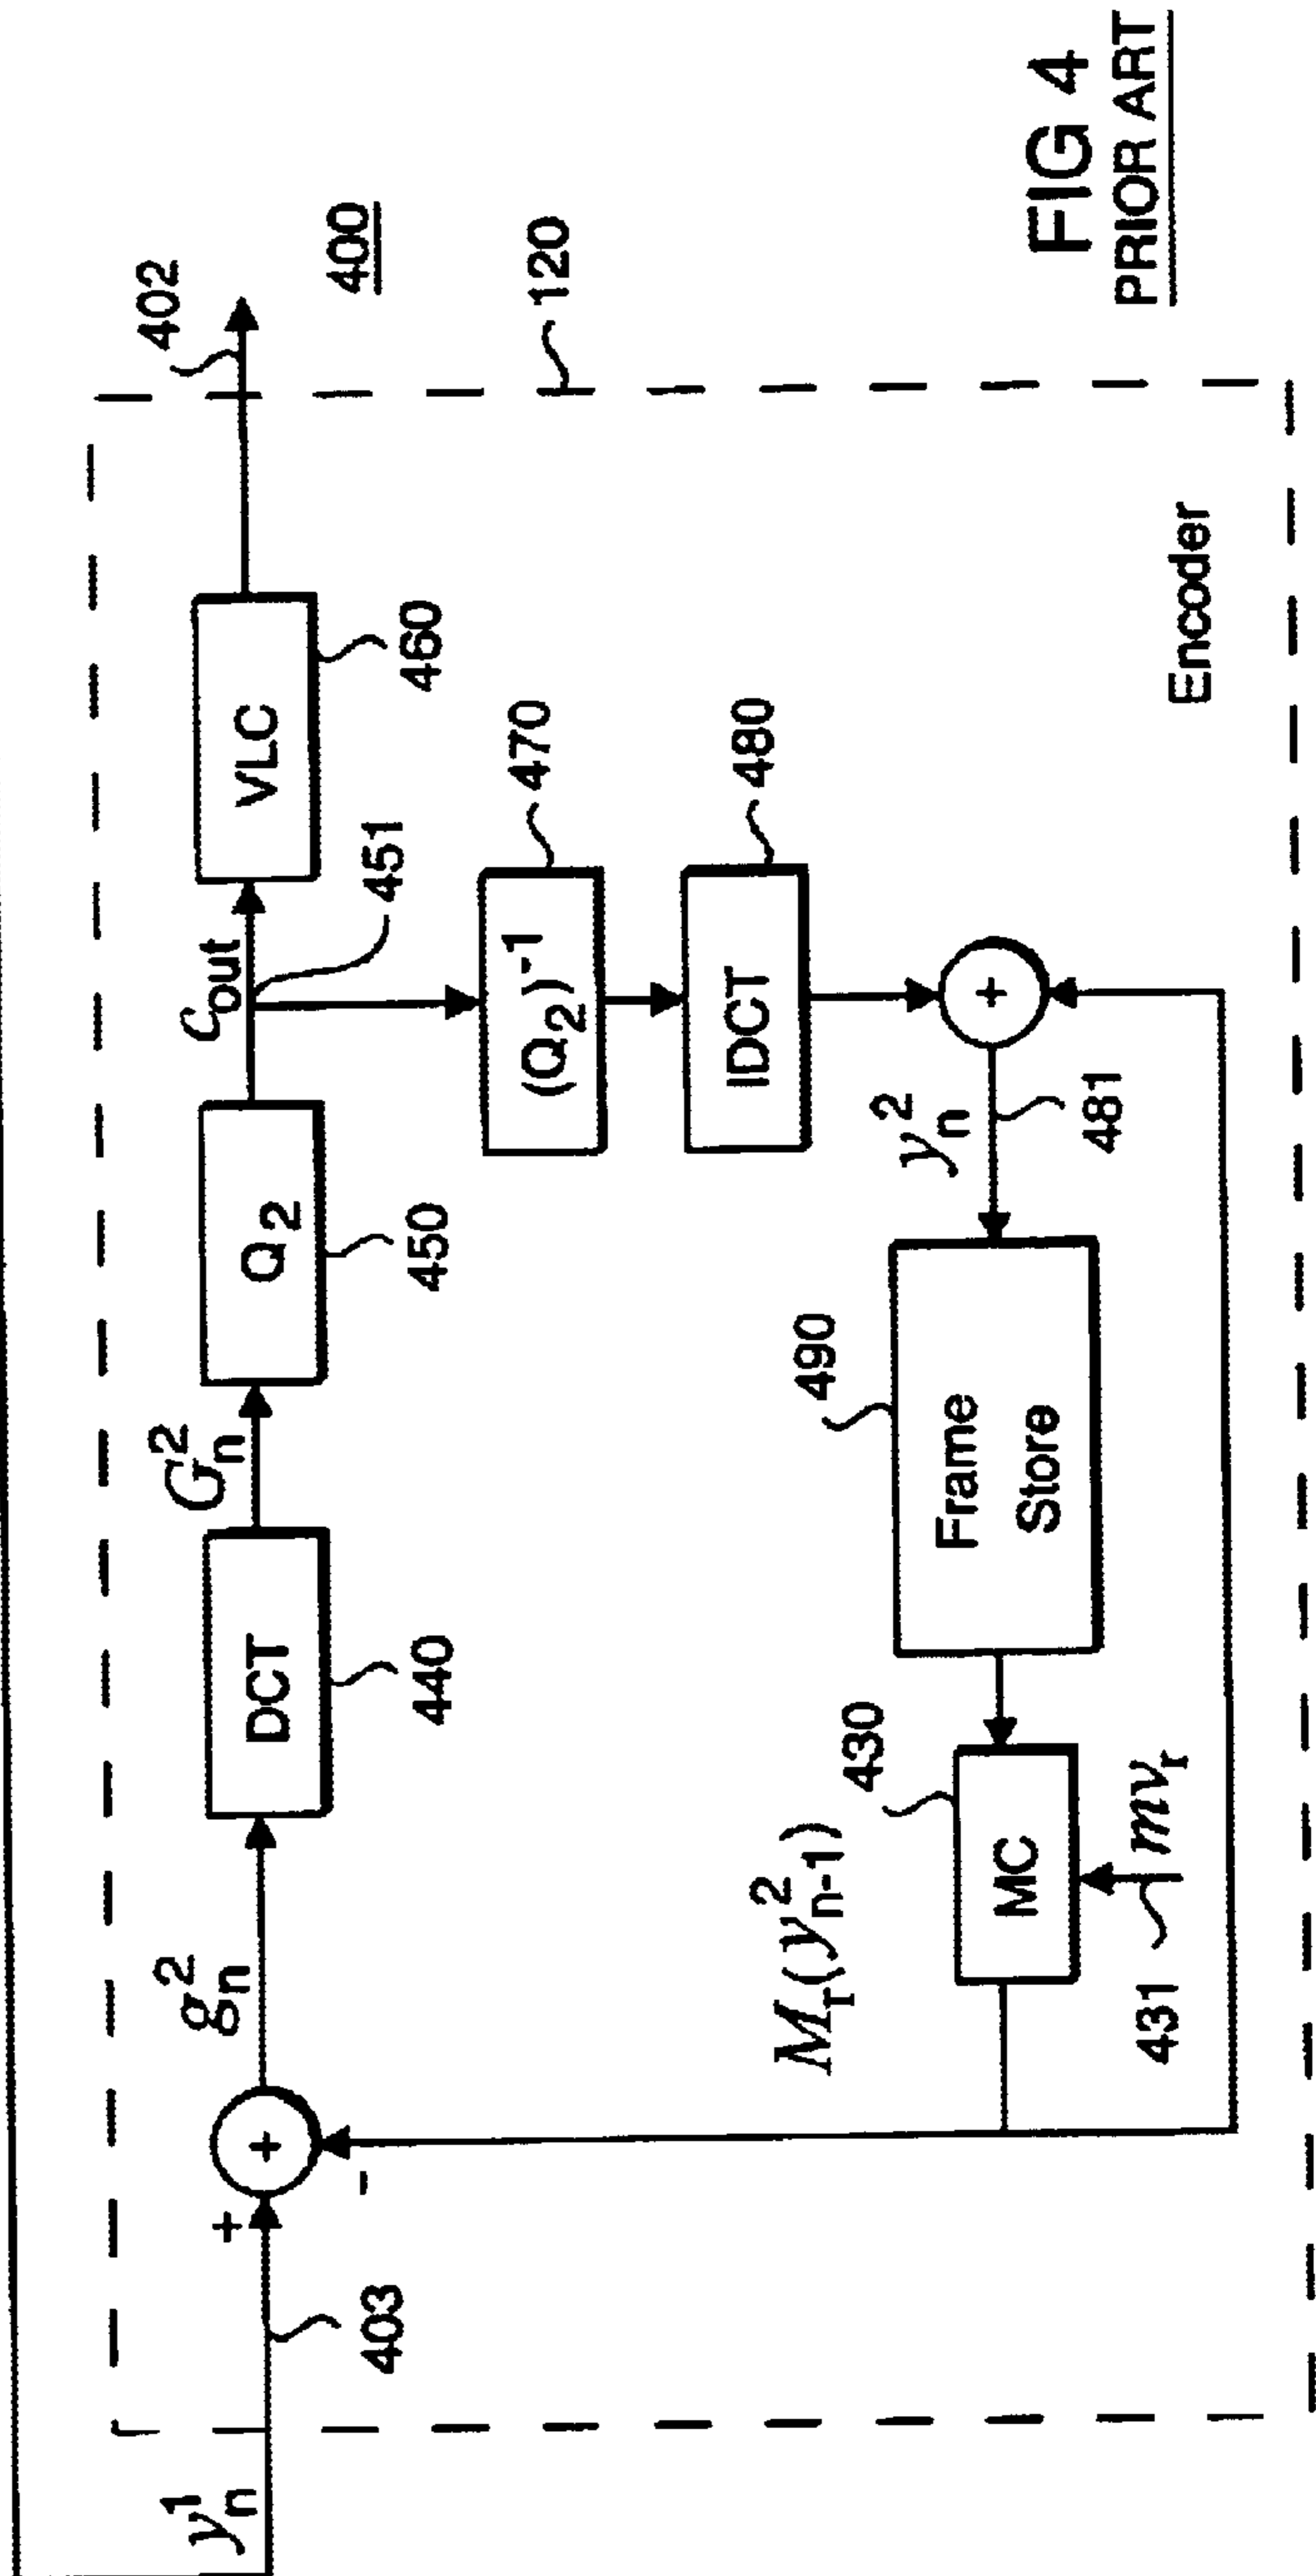 y_n^1
403
+
-
+
g_n^2
DCT
440
G_n^2
Q_2
450
c_out
451
VLC
460
402
400
120
(Q_2)^-1
470
IDCT
480
+
y_n^2
481
Frame
Store
490
MC
430
M_r(y_{n-1}^2)
431
mv_r
Encoder
FIG 4
PRIOR ART